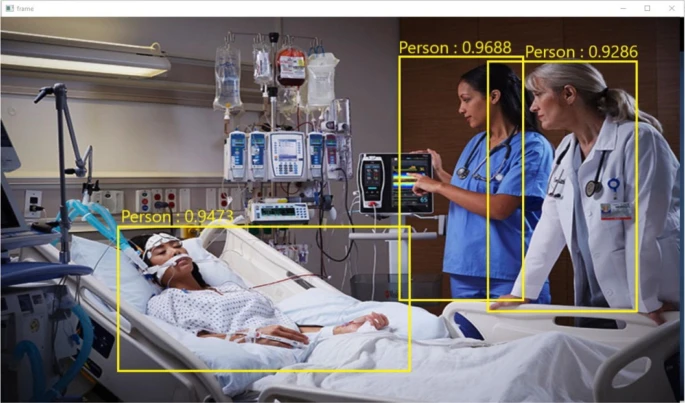 frame
Person : 0.9688
Person : 0.9286
Person : 0.9473